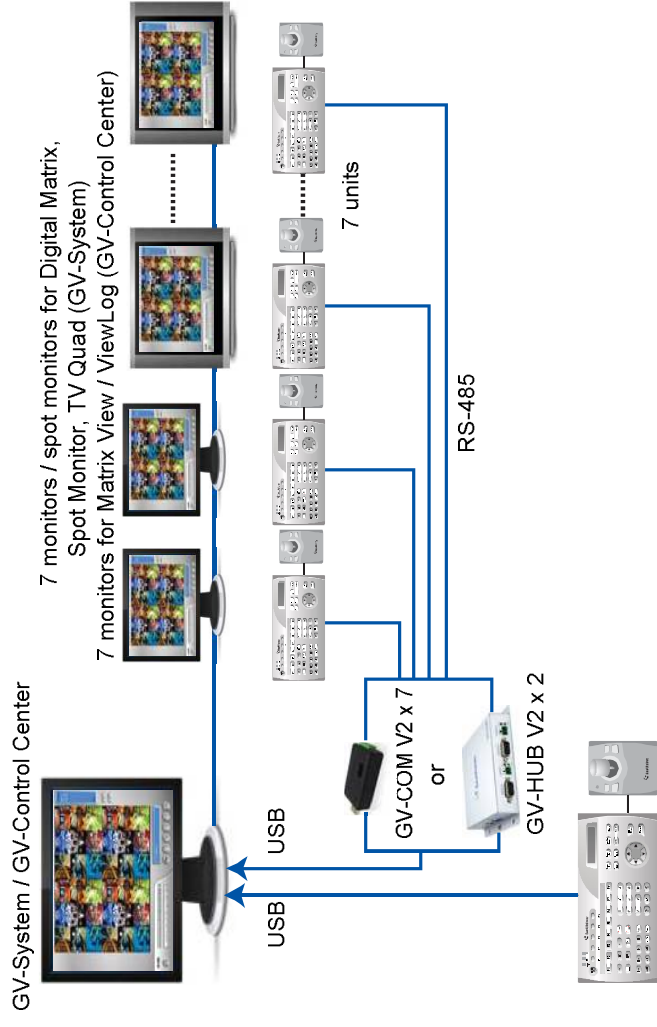 GV-System / GV-Control Center
7 monitors / spot monitors for Digital Matrix,
Spot Monitor, TV Quad (GV-System)
7 monitors for Matrix View / ViewLog (GV-Control Center)
7 units
RS-485
USB
USB
GV-COM V2 x 7
or
GV-HUB V2 x 2